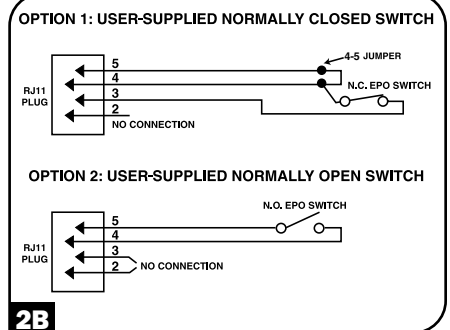 OPTION 1: USER-SUPPLIED NORMALLY CLOSED SWITCH
4-5 JUMPER
5
4
N.C. EPO SWITCH
RJ11
PLUG
3
2
NO CONNECTION
OPTION 2: USER-SUPPLIED NORMALLY OPEN SWITCH
N.O. EPO SWITCH
5
4
RJ11
PLUG
3
2
NO CONNECTION
2B